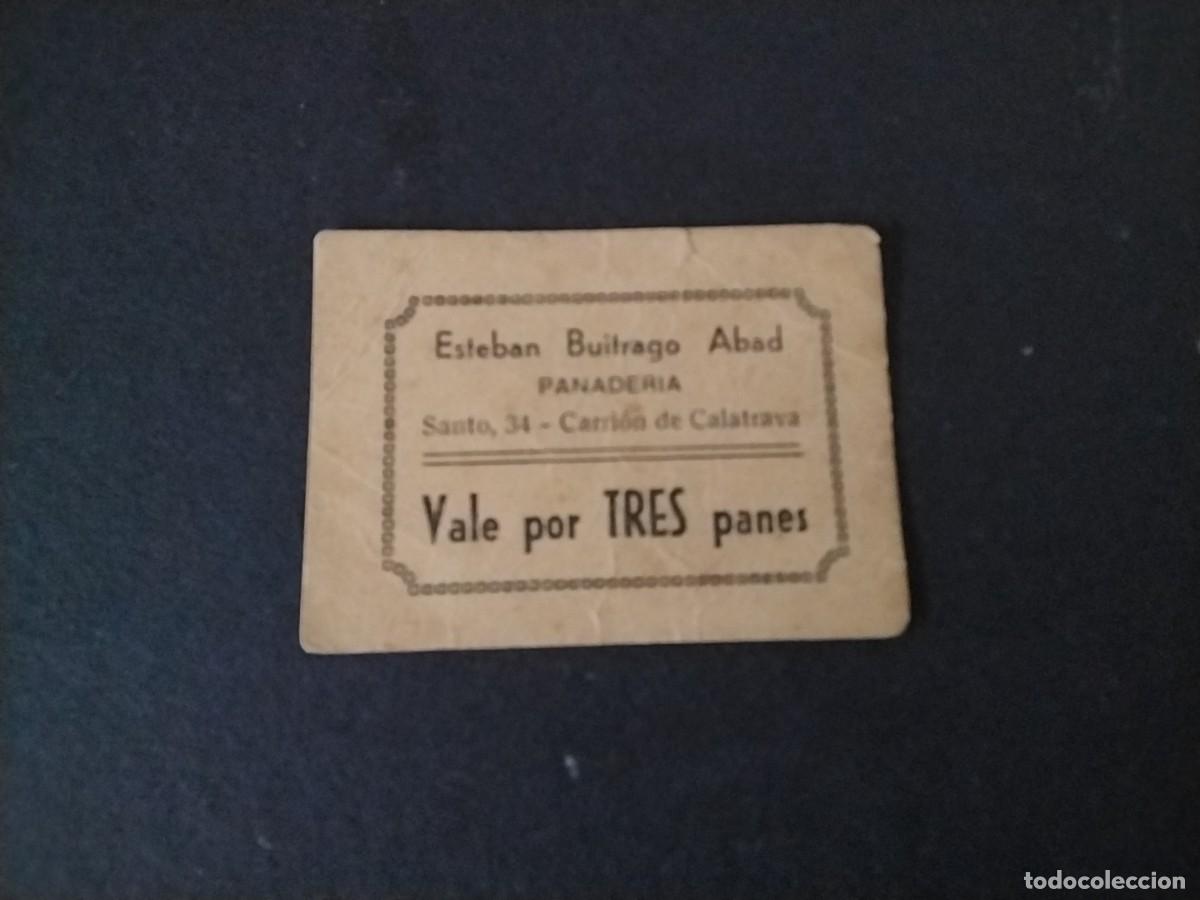 Esteban Buitrago Abad
PANADERIA
Santo, 34 - Carrión de Calatrava
Vale por TRES panes
todocoleccion